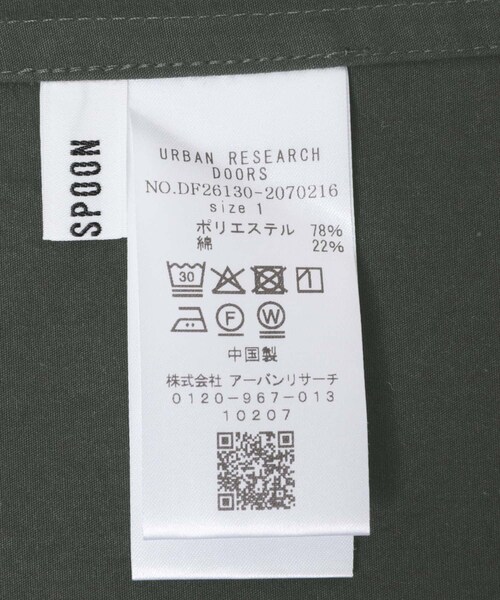 SPOON
URBAN RESEARCH
DOORS
NO.DF26130-2070216
size 1
ポリエステル 78%
綿 22%
30
F W
中国製
株式会社 アーバンリサーチ
0120-967-013
10207